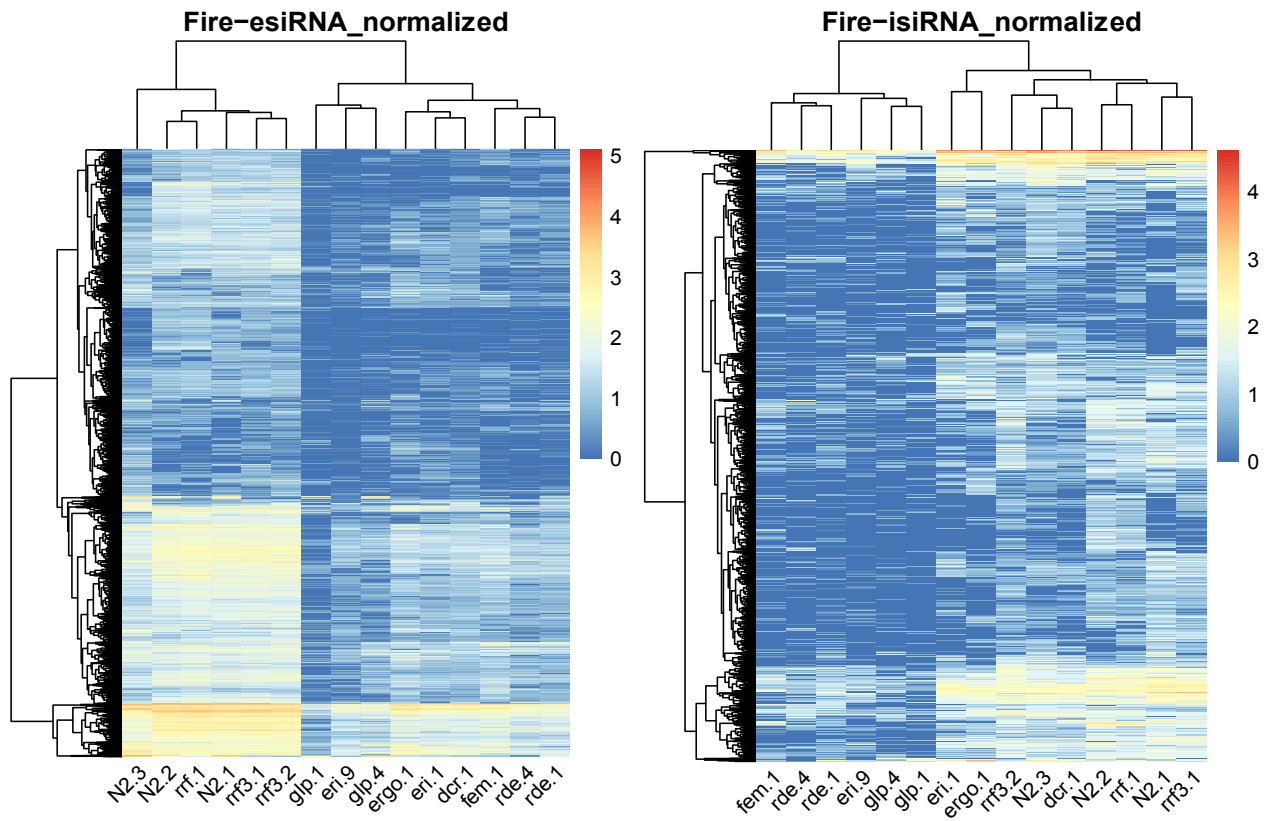 Fire−esiRNA_normalized
5
4
3
2
1
0
N2.3
N2.2
rrf.1
N2.1
rrf3.1
rrf3.2
glp.1
eri.9
glp.4
ergo.1
eri.1
dcr.1
fem.1
rde.4
rde.1
Fire−isiRNA_normalized
4
3
2
1
0
fem.1
rde.4
rde.1
eri.9
glp.4
glp.1
eri.1
ergo.1
rrf3.2
N2.3
dcr.1
N2.2
rrf.1
N2.1
rrf3.1